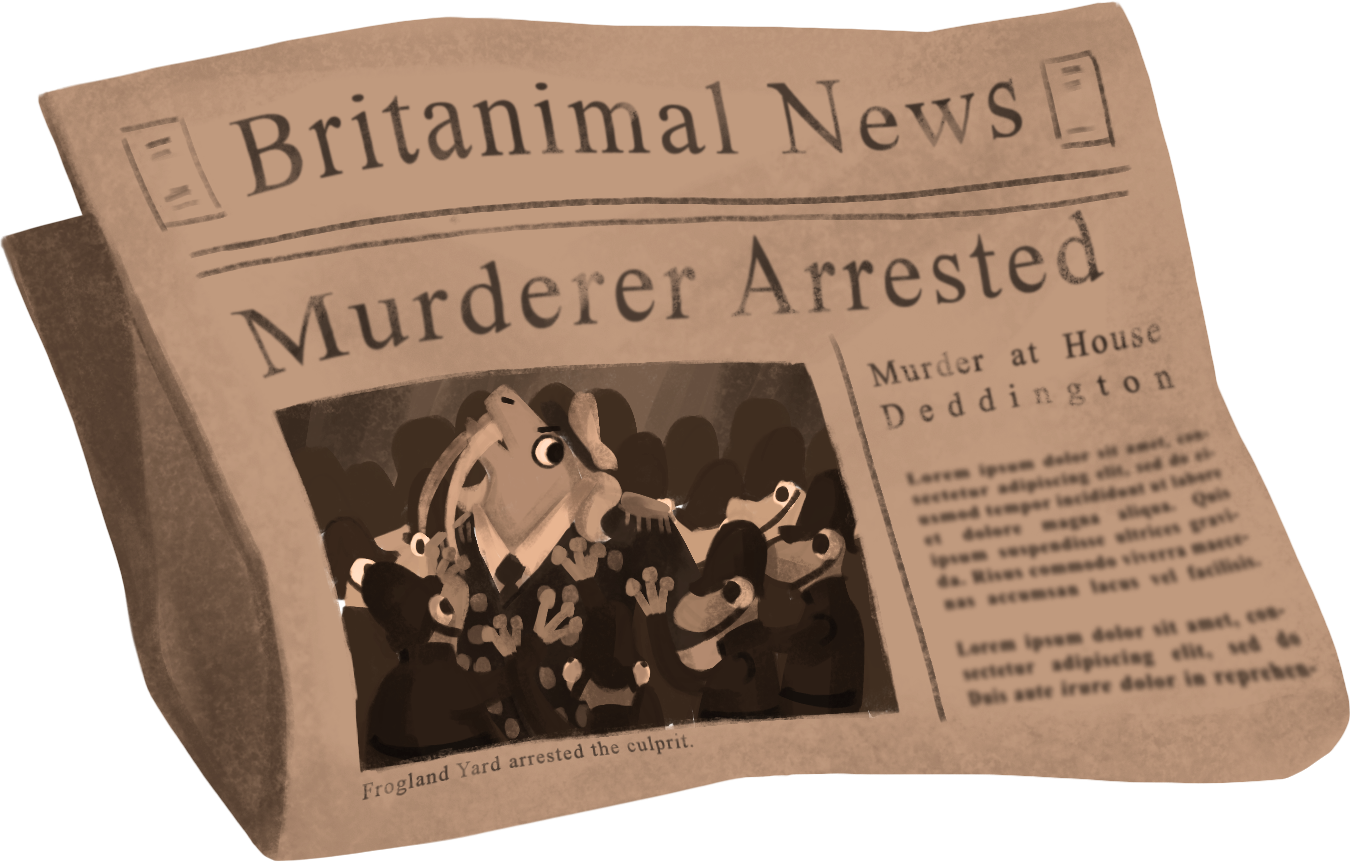 Britanimal News
Murderer Arrested
Murder at House
Deddington
Lorem ipsum dolor sit amet, con-
sectetur adipiscing elit, sed do ei-
usmod tempor incididunt ut labore
et dolore magna aliqua. Quis
ipsum suspendisse ultrices gravi-
da. Risus commodo viverra maece-
nas accumsan lacus vel facilisis.
Lorem ipsum dolor sit amet, con-
sectetur adipiscing elit, sed do
Duis aute irure dolor in reprehen-
Frogland Yard arrested the culprit.